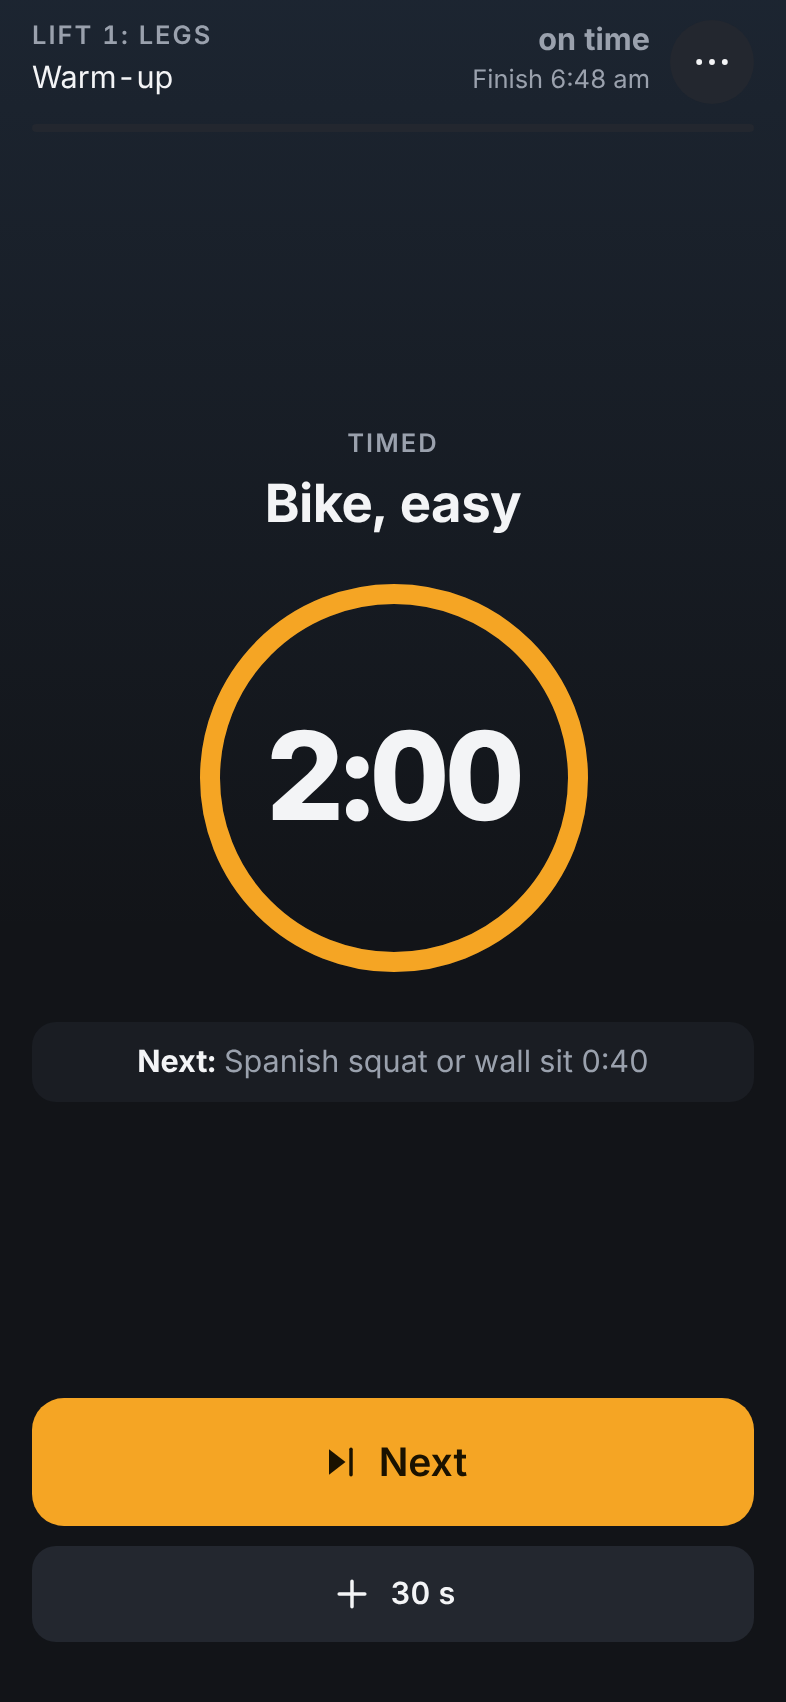 LIFT 1: LEGS
Warm-up
on time
Finish 6:48 am
TIMED
Bike, easy
2:00
Next: Spanish squat or wall sit 0:40
Next
30 s